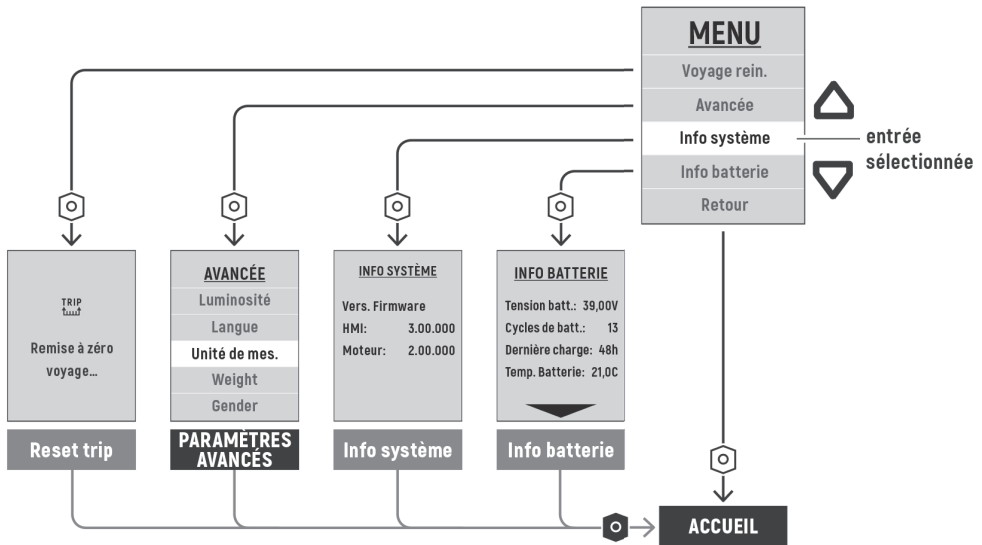 MENU
Voyage rein.
Avancée
Info système
Info batterie
Retour
entrée
sélectionnée
TRIP
Remise à zéro
voyage...
Reset trip
AVANCÉE
Luminosité
Langue
Unité de mes.
Weight
Gender
PARAMÈTRES
AVANCÉS
INFO SYSTÈME
Vers. Firmware
HMI: 3.00.000
Moteur: 2.00.000
Info système
INFO BATTERIE
Tension batt.: 39,00V
Cycles de batt.: 13
Dernière charge: 48h
Temp. Batterie: 21,0C
Info batterie
ACCUEIL